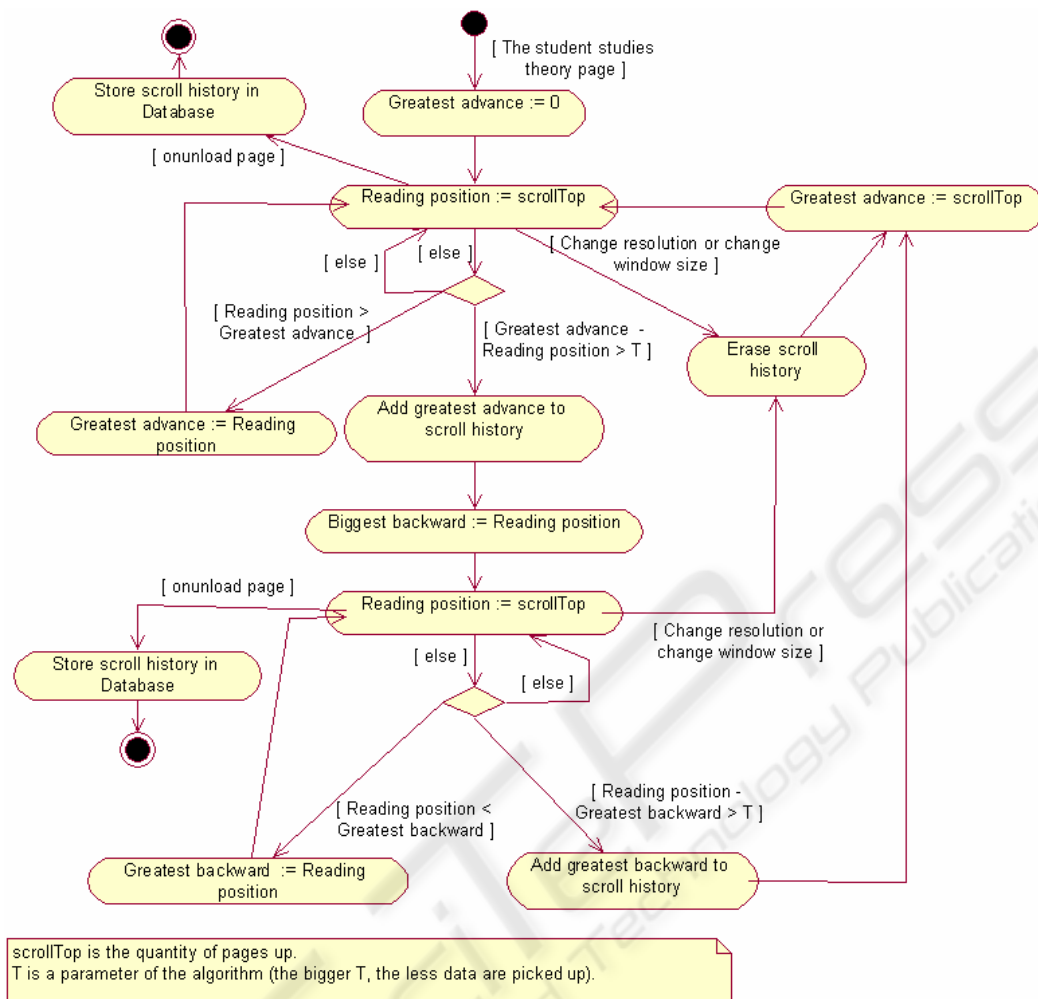 [ The student studies
theory page ]
Store scroll history in
Database
Greatest advance := 0
[ onunload page ]
Reading position := scrollTop
Greatest advance := scrollTop
[ else ]
[ else ]
[ Change resolution or change
window size ]
[ Reading position >
Greatest advance ]
[ Greatest advance -
Reading position > T ]
Erase scroll
history
Greatest advance := Reading
position
Add greatest advance to
scroll history
Biggest backward := Reading position
[ onunload page ]
Reading position := scrollTop
[ Change resolution or
change window size ]
Store scroll history in
Database
[ else ]
[ else ]
[ Reading position <
Greatest backward ]
[ Reading position -
Greatest backward > T ]
Greatest backward := Reading
position
Add greatest backward to
scroll history
scrollTop is the quantity of pages up.
T is a parameter of the algorithm (the bigger T, the less data are picked up).